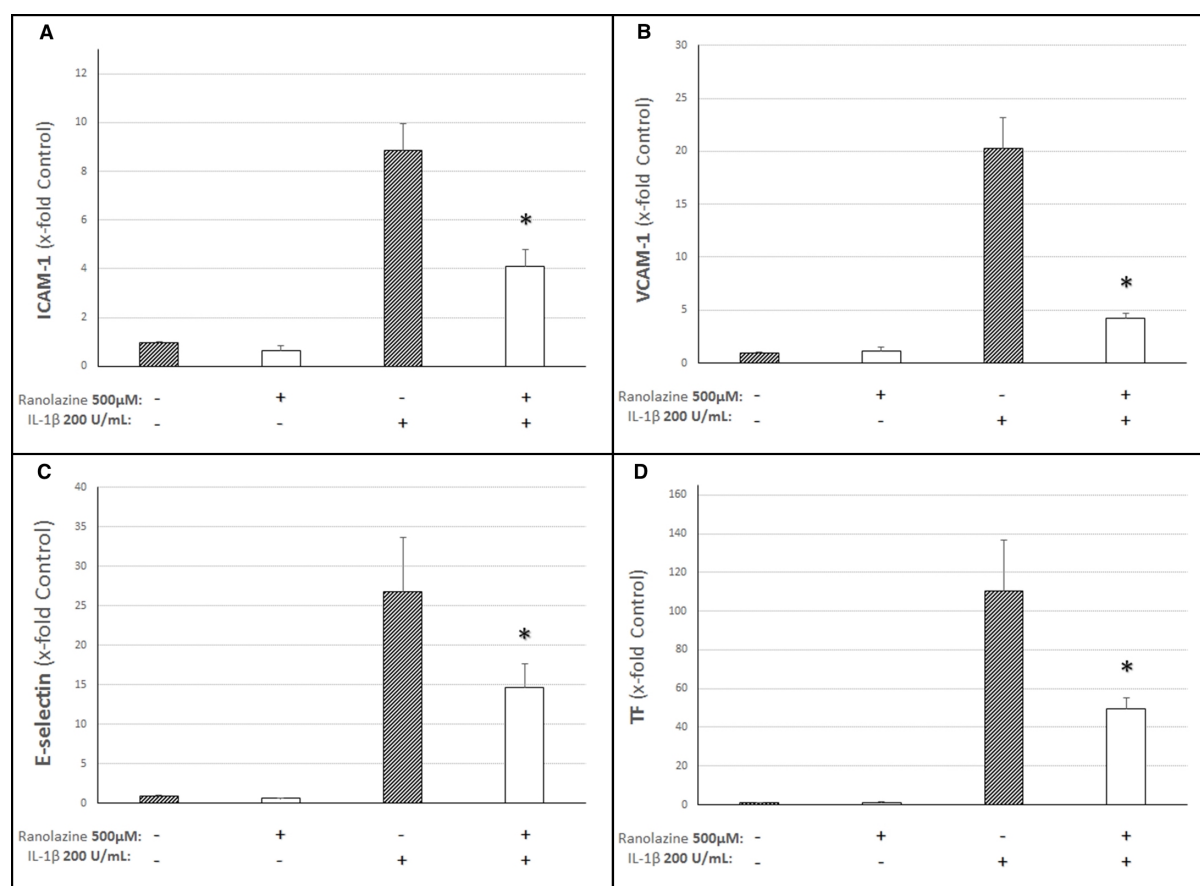 A
ICAM-1 (x-fold Control)
12
10
8
6
4
2
0
*
Ranolazine 500µM: - + - +
IL-1β 200 U/mL: - - + +
B
VCAM-1 (x-fold Control)
30
25
20
15
10
5
0
*
Ranolazine 500µM: - + - +
IL-1β 200 U/mL: - - + +
C
E-selectin (x-fold Control)
40
35
30
25
20
15
10
5
0
*
Ranolazine 500µM: - + - +
IL-1β 200 U/mL: - - + +
D
TF (x-fold Control)
160
140
120
100
80
60
40
20
0
*
Ranolazine 500µM: - + - +
IL-1β 200 U/mL: - - + +